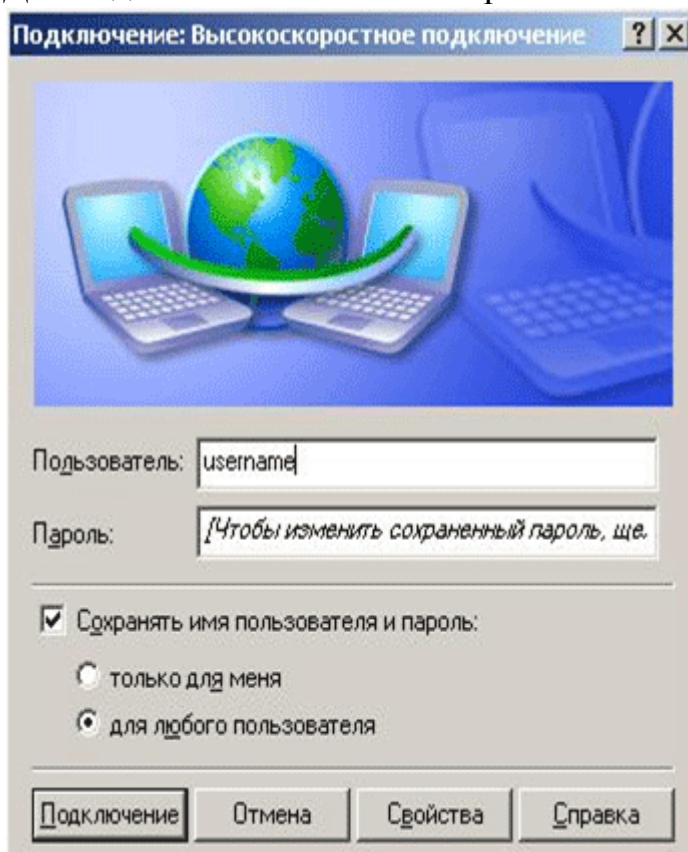 Подключение: Высокоскоростное подключение
Пользователь: username
Пароль: [Чтобы изменить сохраненный пароль, ще.
Сохранять имя пользователя и пароль:
только для меня
для любого пользователя
Подключение Отмена Свойства Справка